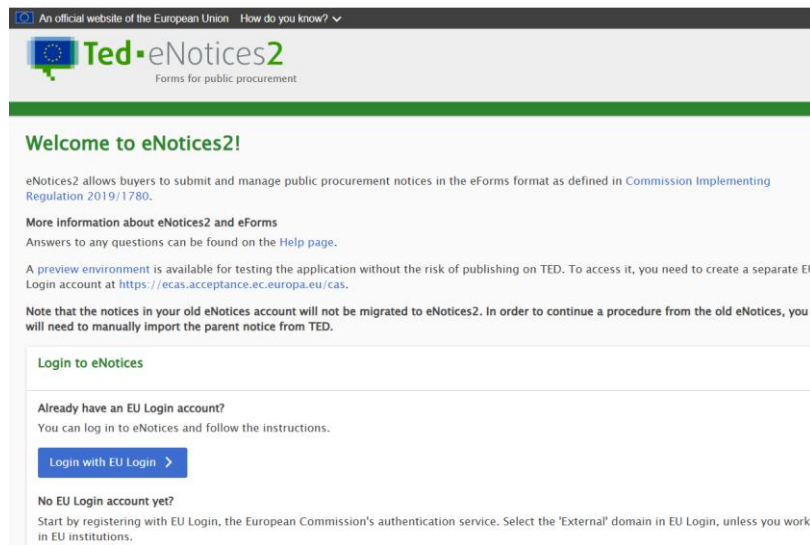 An official website of the European Union How do you know?
Ted eNotices2
Forms for public procurement
Welcome to eNotices2!
eNotices2 allows buyers to submit and manage public procurement notices in the eForms format as defined in Commission Implementing
Regulation 2019/1780.
More information about eNotices2 and eForms
Answers to any questions can be found on the Help page.
A preview environment is available for testing the application without the risk of publishing on TED. To access it, you need to create a separate EU
Login account at https://ecas.acceptance.ec.europa.eu/cas.
Note that the notices in your old eNotices account will not be migrated to eNotices2. In order to continue a procedure from the old eNotices, you
will need to manually import the parent notice from TED.
Login to eNotices
Already have an EU Login account?
You can log in to eNotices and follow the instructions.
Login with EU Login
No EU Login account yet?
Start by registering with EU Login, the European Commission's authentication service. Select the 'External' domain in EU Login, unless you work
in EU institutions.